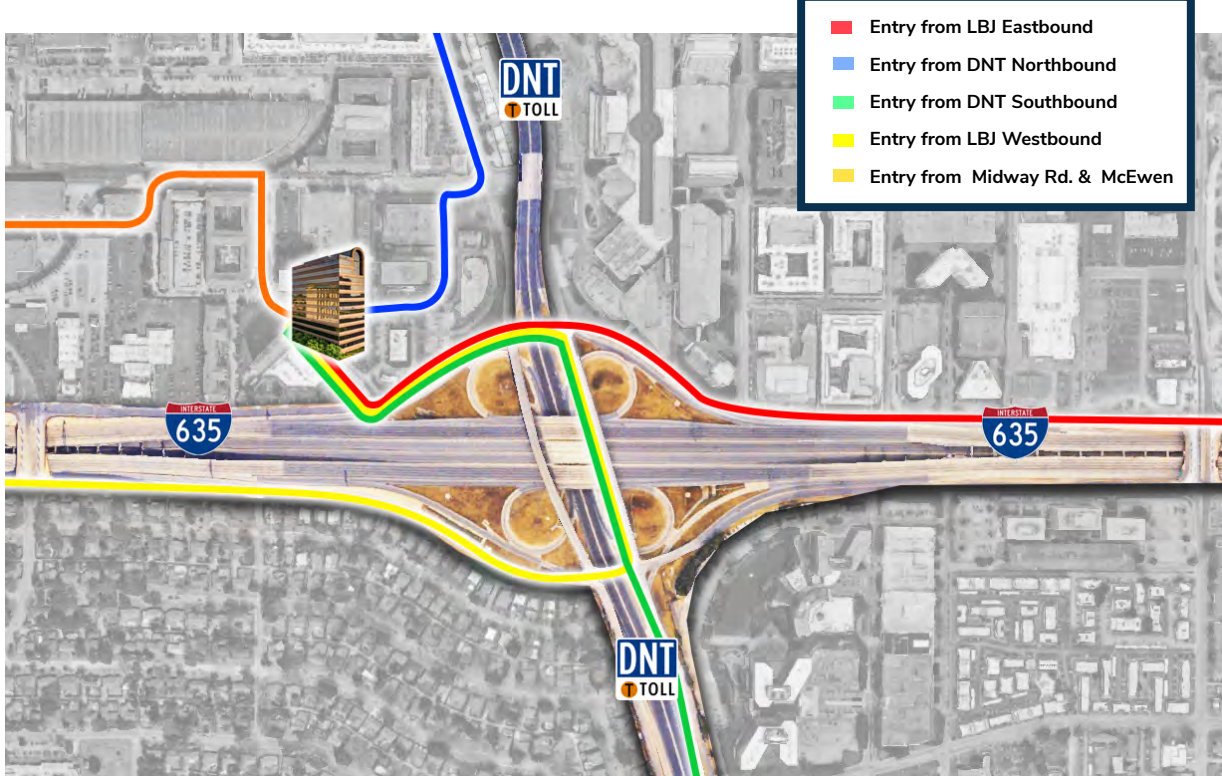 Entry from LBJ Eastbound
Entry from DNT Northbound
Entry from DNT Southbound
Entry from LBJ Westbound
Entry from Midway Rd. & McEwen
DNT
T TOLL
INTERSTATE
635
INTERSTATE
635
DNT
T TOLL